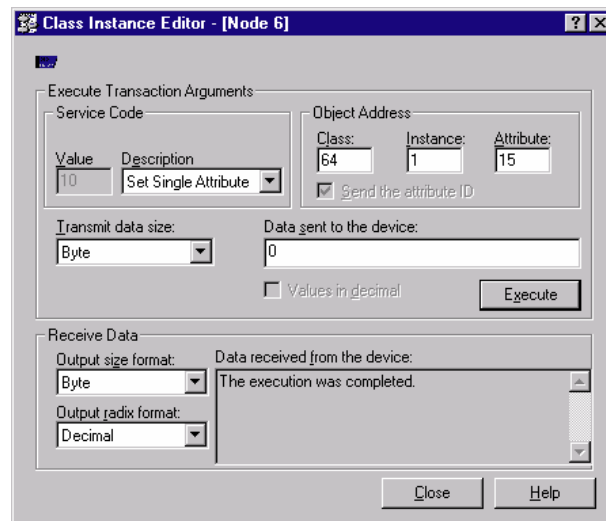 Class Instance Editor - [Node 6]
Execute Transaction Arguments
Service Code
Value Description
10 Set Single Attribute
Object Address
Class: Instance: Attribute:
64 1 15
Send the attribute ID
Transmit data size:
Byte
Data sent to the device:
0
Values in decimal
Execute
Receive Data
Output size format:
Byte
Output radix format:
Decimal
Data received from the device:
The execution was completed.
Close Help